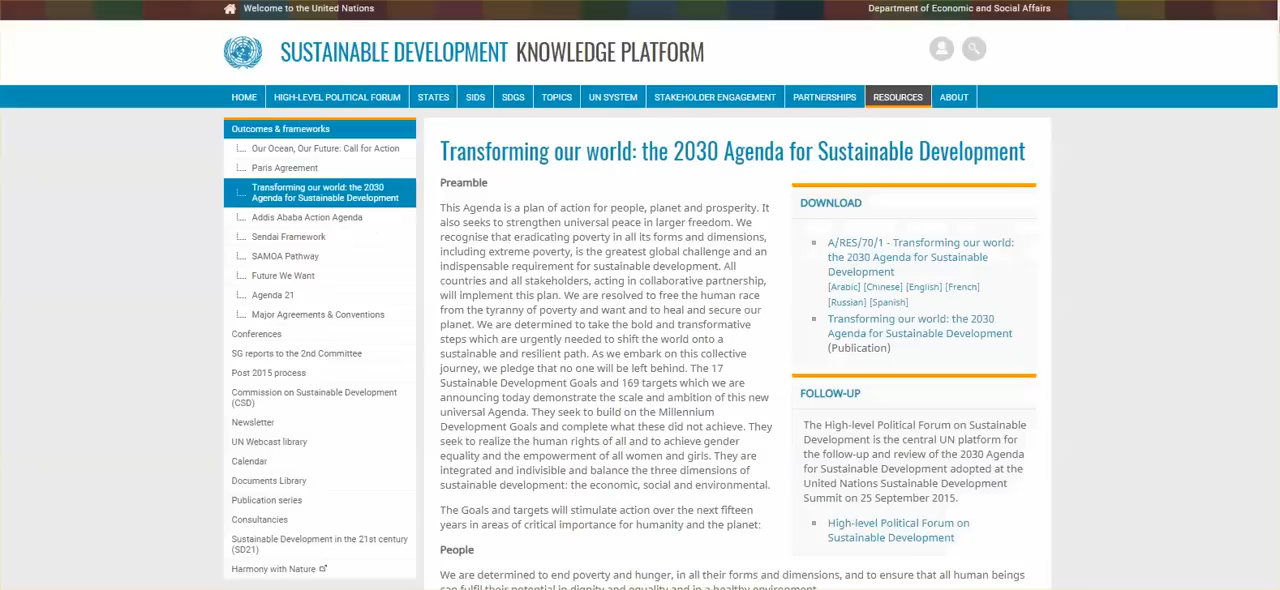 Welcome to the United Nations
Department of Economic and Social Affairs
SUSTAINABLE DEVELOPMENT KNOWLEDGE PLATFORM
HOME
HIGH-LEVEL POLITICAL FORUM
STATES
SIDS
SDGS
TOPICS
UN SYSTEM
STAKEHOLDER ENGAGEMENT
PARTNERSHIPS
RESOURCES
ABOUT
Outcomes & frameworks
Our Ocean, Our Future: Call for Action
Paris Agreement
Transforming our world: the 2030
Agenda for Sustainable Development
Addis Ababa Action Agenda
Sendai Framework
SAMOA Pathway
Future We Want
Agenda 21
Major Agreements & Conventions
Conferences
SG reports to the 2nd Committee
Post 2015 process
Commission on Sustainable Development
(CSD)
Newsletter
UN Webcast library
Calendar
Documents Library
Publication series
Consultancies
Sustainable Development in the 21st century
(SD21)
Harmony with Nature
Transforming our world: the 2030 Agenda for Sustainable Development
Preamble
This Agenda is a plan of action for people, planet and prosperity. It
also seeks to strengthen universal peace in larger freedom. We
recognise that eradicating poverty in all its forms and dimensions,
including extreme poverty, is the greatest global challenge and an
indispensable requirement for sustainable development. All
countries and all stakeholders, acting in collaborative partnership,
will implement this plan. We are resolved to free the human race
from the tyranny of poverty and want and to heal and secure our
planet. We are determined to take the bold and transformative
steps which are urgently needed to shift the world onto a
sustainable and resilient path. As we embark on this collective
journey, we pledge that no one will be left behind. The 17
Sustainable Development Goals and 169 targets which we are
announcing today demonstrate the scale and ambition of this new
universal Agenda. They seek to build on the Millennium
Development Goals and complete what these did not achieve. They
seek to realize the human rights of all and to achieve gender
equality and the empowerment of all women and girls. They are
integrated and indivisible and balance the three dimensions of
sustainable development: the economic, social and environmental.
The Goals and targets will stimulate action over the next fifteen
years in areas of critical importance for humanity and the planet:
People
We are determined to end poverty and hunger, in all their forms and dimensions, and to ensure that all human beings
can fulfil their potential in dignity and equality and in a healthy environment.
DOWNLOAD
A/RES/70/1 - Transforming our world:
the 2030 Agenda for Sustainable
Development
[Arabic] [Chinese] [English] [French]
[Russian] [Spanish]
Transforming our world: the 2030
Agenda for Sustainable Development
(Publication)
FOLLOW-UP
The High-level Political Forum on Sustainable
Development is the central UN platform for
the follow-up and review of the 2030 Agenda
for Sustainable Development adopted at the
United Nations Sustainable Development
Summit on 25 September 2015.
High-level Political Forum on
Sustainable Development